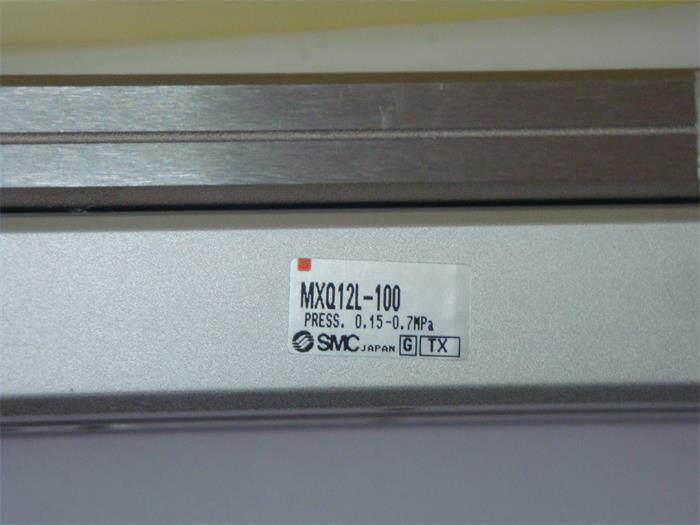 MXQ12L-100
PRESS. 0.15-0.7MPa
SMC JAPAN G TX